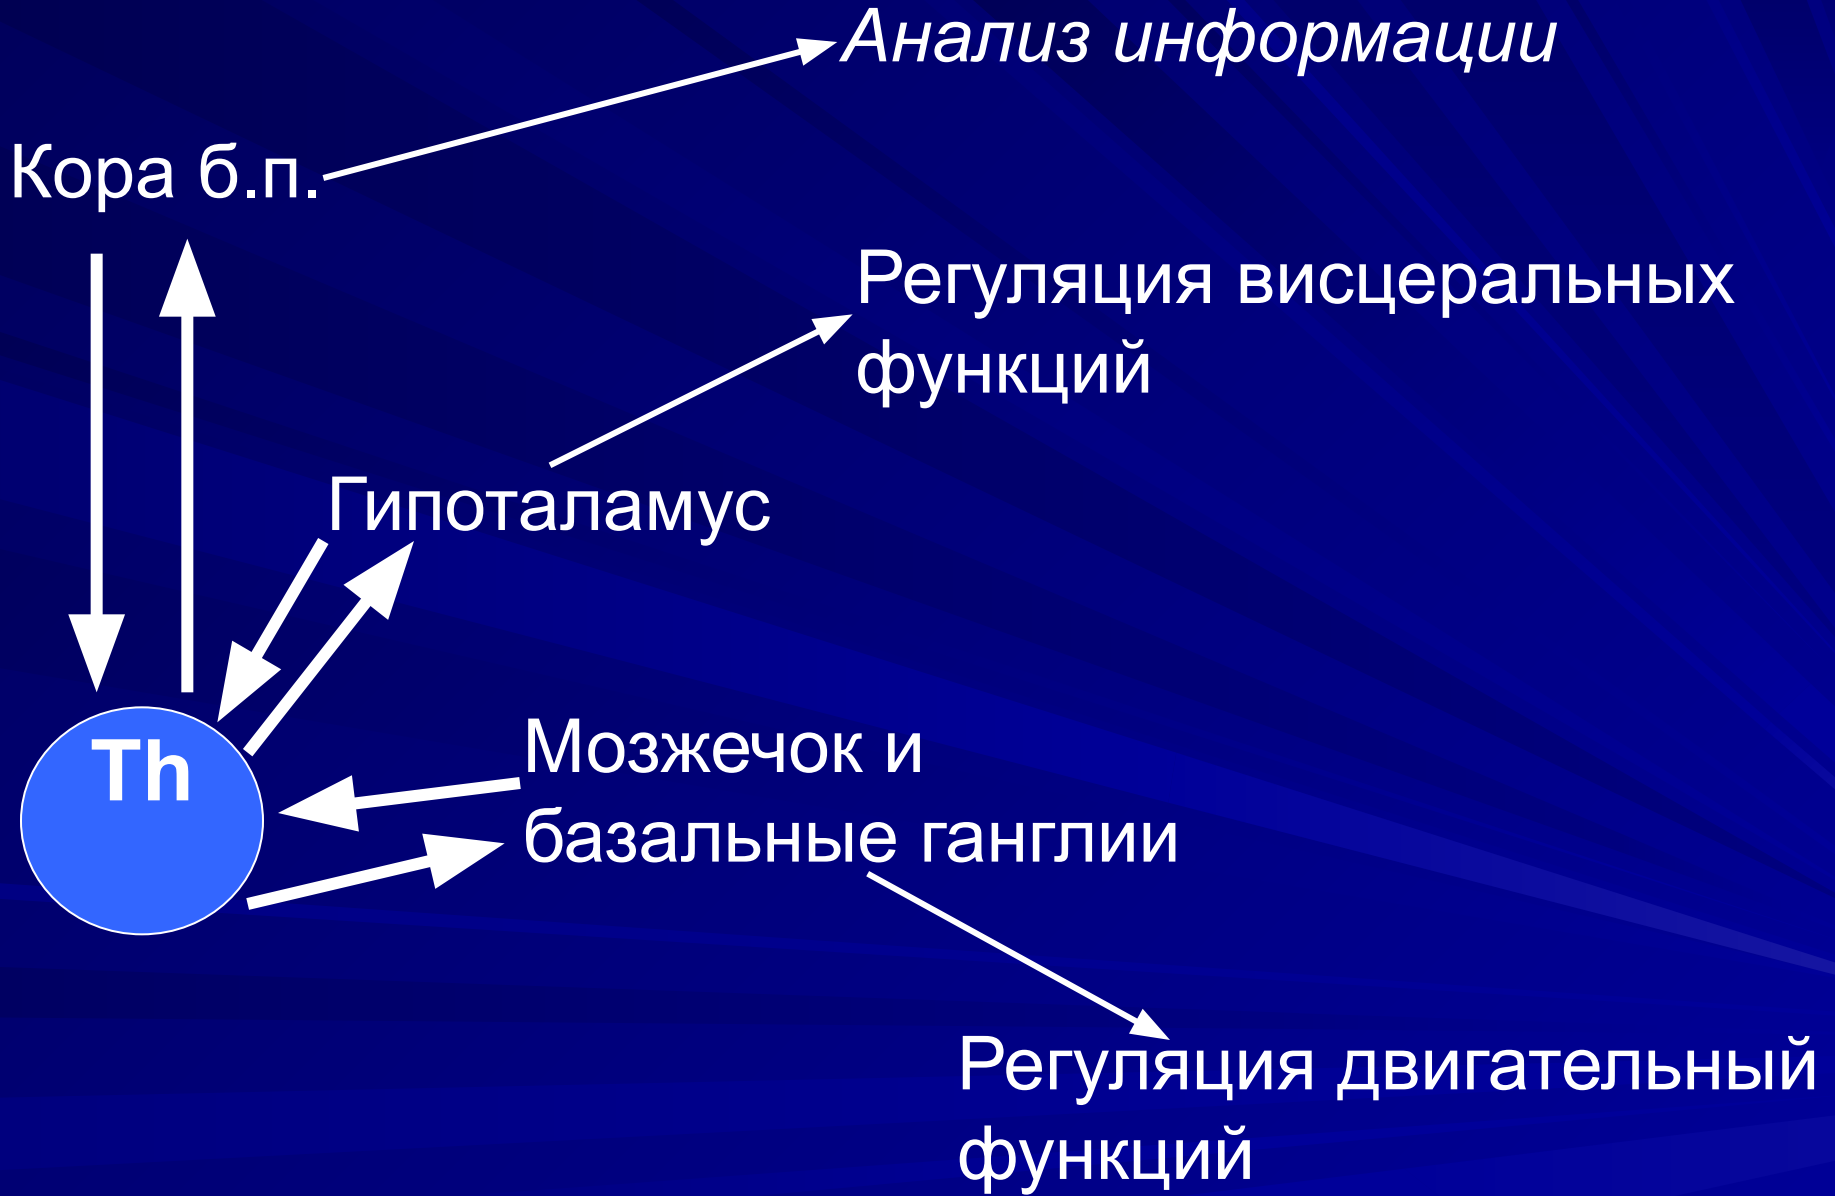 Анализ информации
Кора б.п.
Регуляция висцеральных
функций
Гипоталамус
Th
Мозжечок и
базальные ганглии
Регуляция двигательный
функций